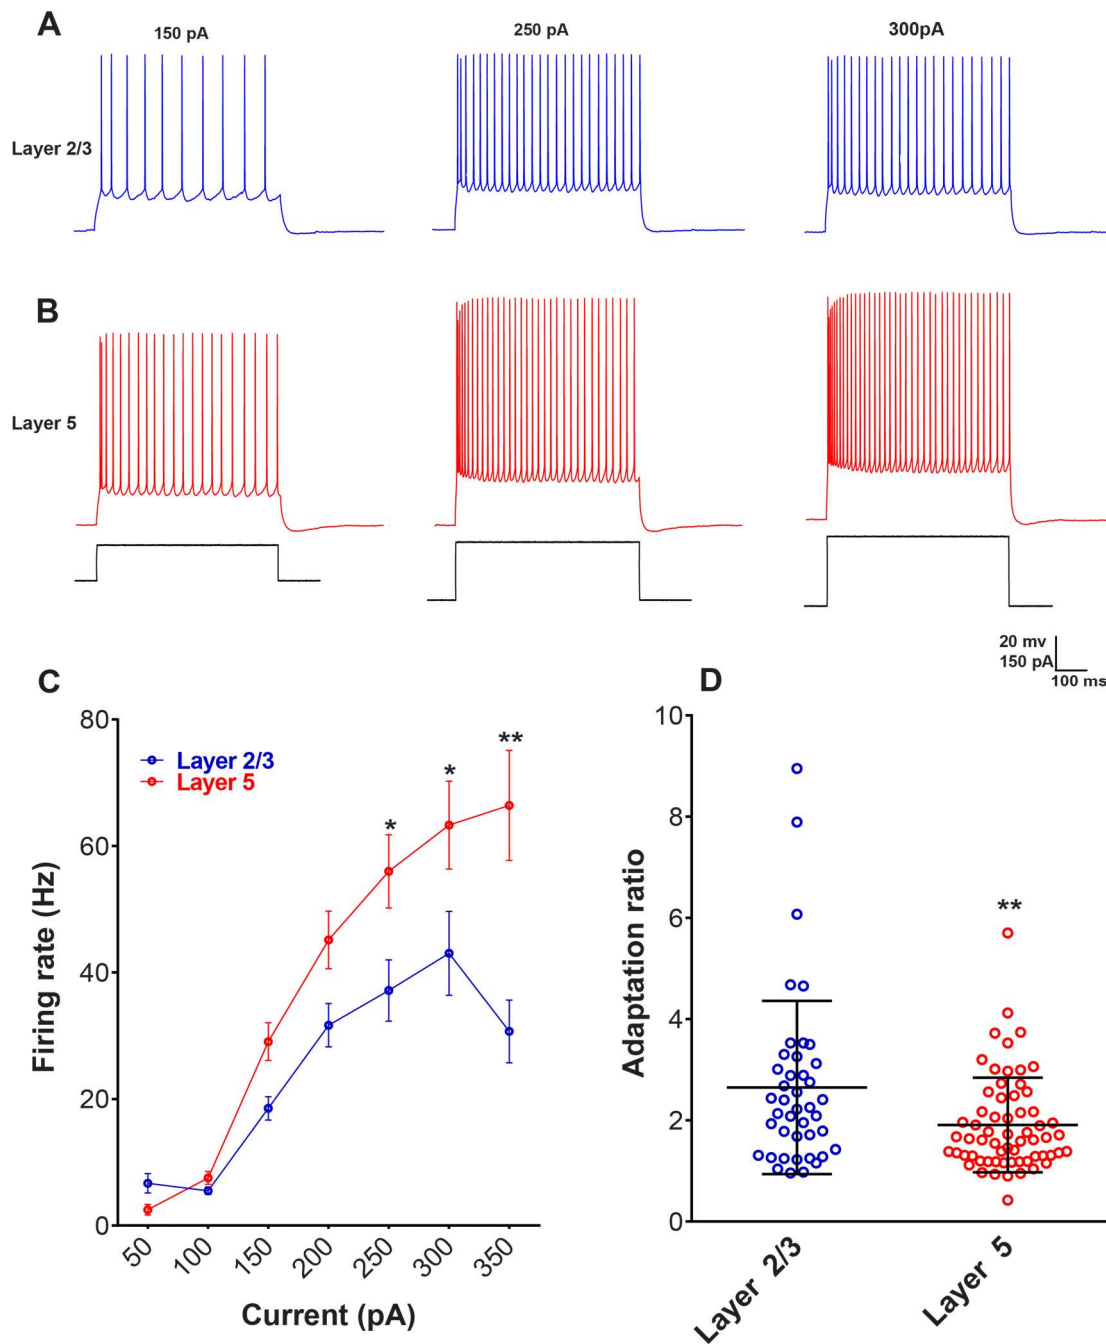 A
150 pA
250 pA
300pA
Layer 2/3
B
Layer 5
20 mv
150 pA
100 ms
C
D
80
60
40
20
0
Firing rate (Hz)
Layer 2/3
Layer 5
*
*
**
50
100
150
200
250
300
350
Current (pA)
10
8
6
4
2
0
Adaptation ratio
**
Layer 2/3
Layer 5